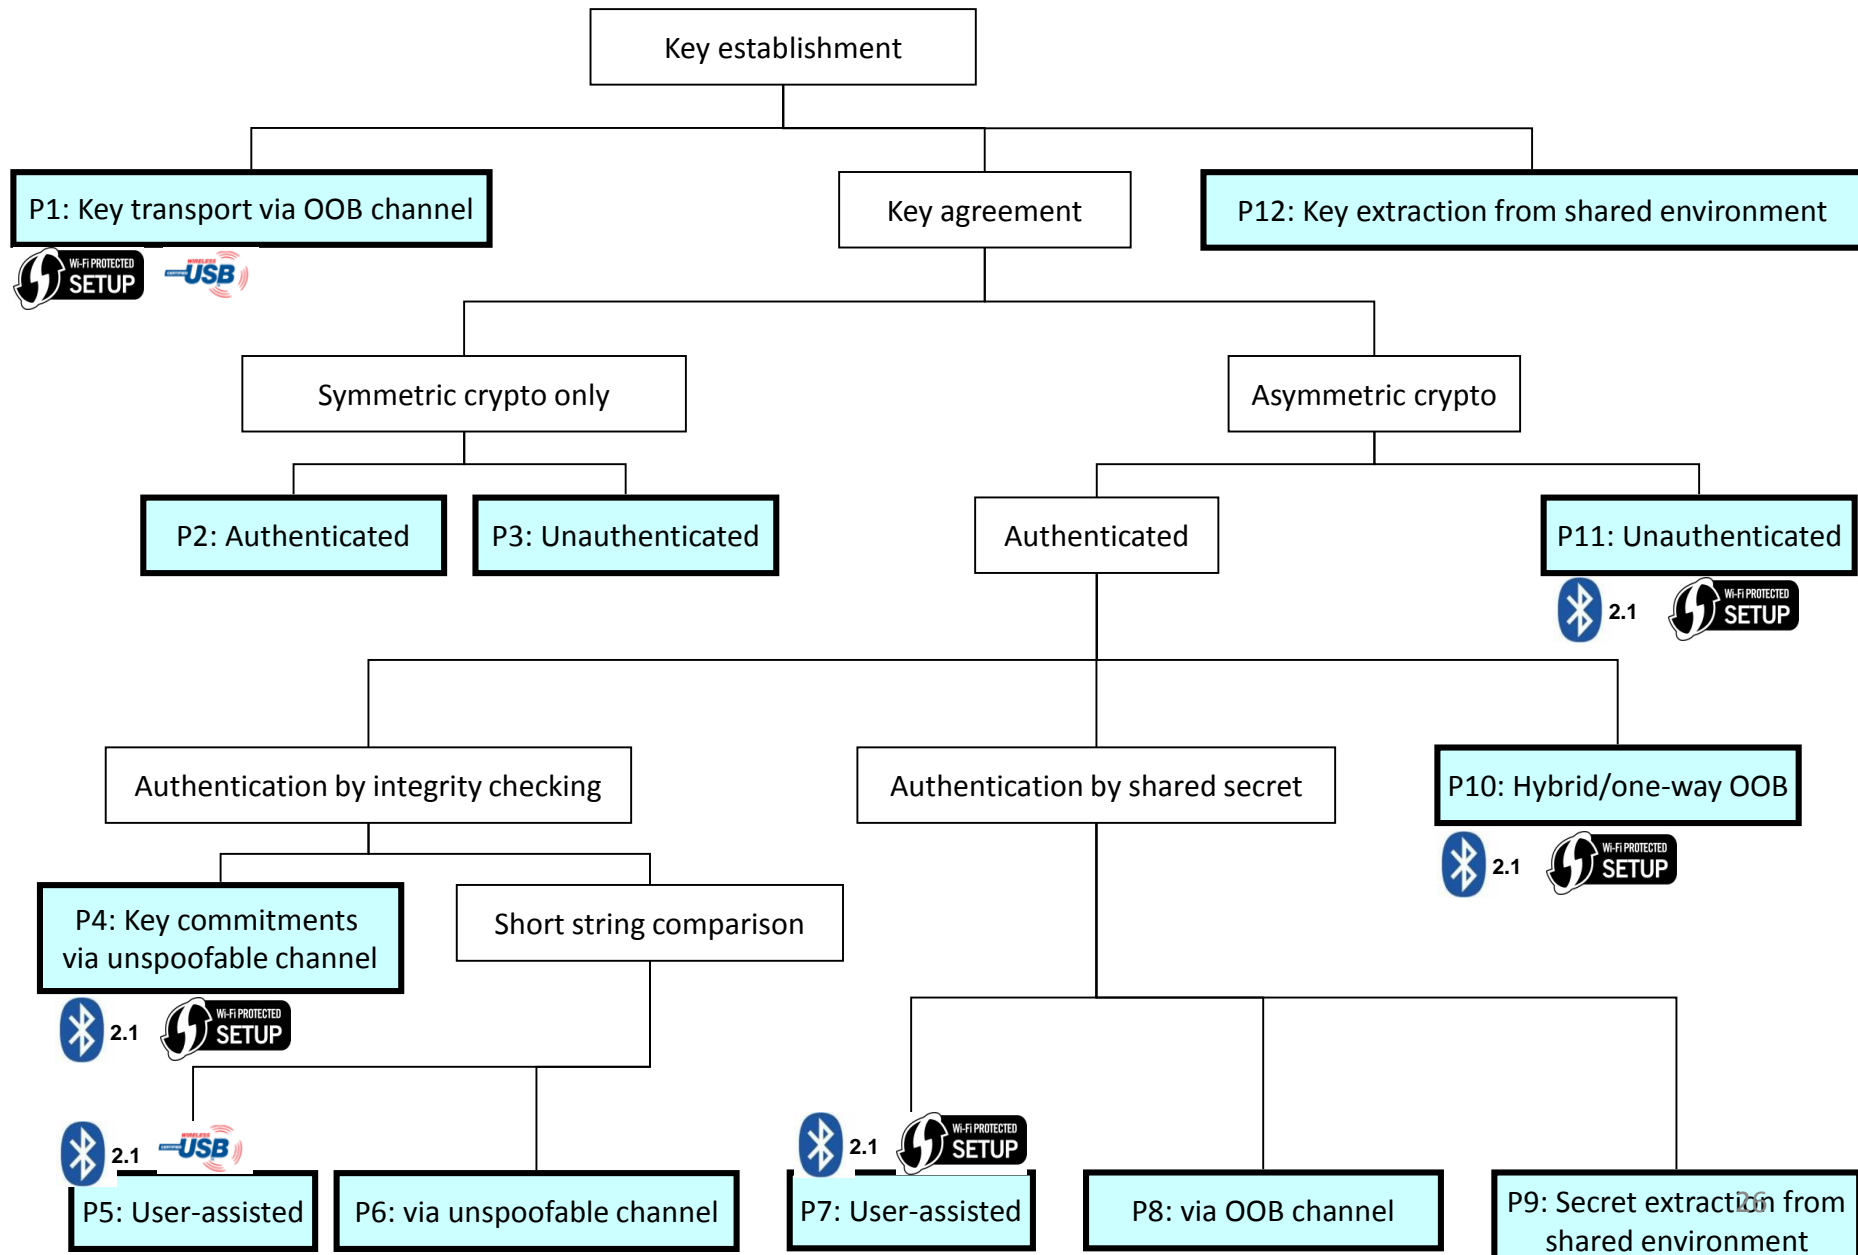 Key establishment
P1: Key transport via OOB channel
Key agreement
P12: Key extraction from shared environment
Wi-Fi PROTECTED
SETUP
WIRELESS
CERTIFIED
USB
Symmetric crypto only
Asymmetric crypto
P2: Authenticated
P3: Unauthenticated
Authenticated
P11: Unauthenticated
2.1
Wi-Fi PROTECTED
SETUP
Authentication by integrity checking
Authentication by shared secret
P10: Hybrid/one-way OOB
2.1
Wi-Fi PROTECTED
SETUP
P4: Key commitments
via unspoofable channel
Short string comparison
2.1
Wi-Fi PROTECTED
SETUP
2.1
WIRELESS
CERTIFIED
USB
2.1
Wi-Fi PROTECTED
SETUP
P5: User-assisted
P6: via unspoofable channel
P7: User-assisted
P8: via OOB channel
P9: Secret extraction from
shared environment
26